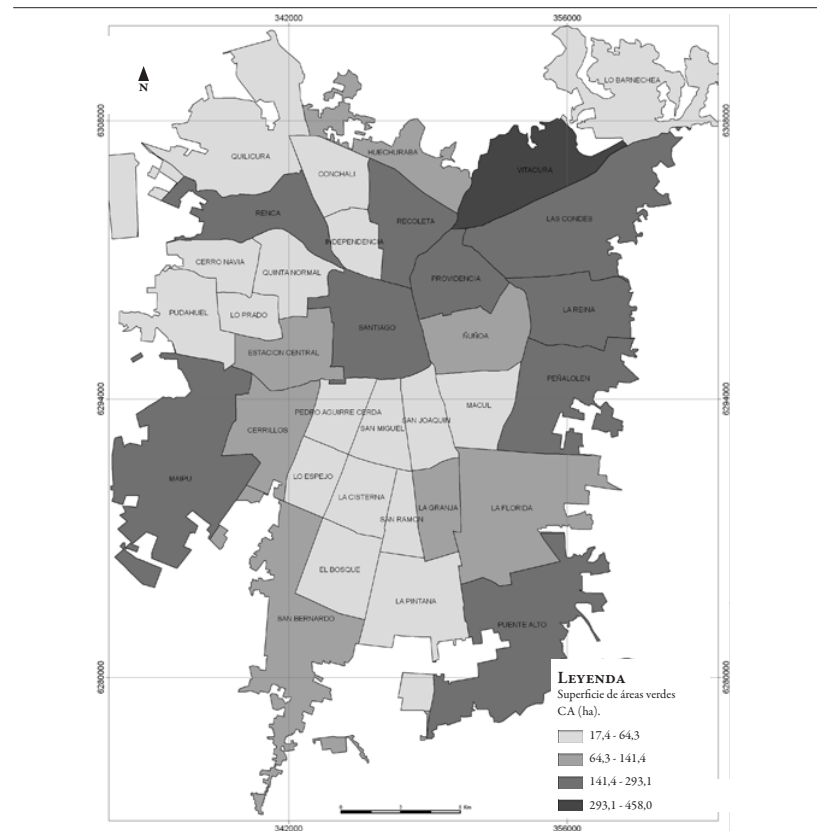 342000 356000
N
LO BARNECHEA
6308000 6308000
QUILICURA
HUECHURABA
CONCHALI
VITACURA
RENCA
RECOLETA
LAS CONDES
INDEPENDENCIA
CERRO NAVIA
QUINTA NORMAL
PROVIDENCIA
PUDAHUEL
LO PRADO
LA REINA
SANTIAGO
ÑUÑOA
ESTACION CENTRAL
PEÑALOLEN
6294000 6294000
PEDRO AGUIRRE CERDA
MACUL
SAN JOAQUIN
SAN MIGUEL
CERRILLOS
MAIPU
LO ESPEJO
LA CISTERNA
LA GRANJA
LA FLORIDA
SAN RAMON
EL BOSQUE
LA PINTANA
SAN BERNARDO
PUENTE ALTO
6280000 6280000
LEYENDA
Superficie de áreas verdes
CA (ha).
17,4 - 64,3
64,3 - 141,4
141,4 - 293,1
293,1 - 458,0
342000 356000